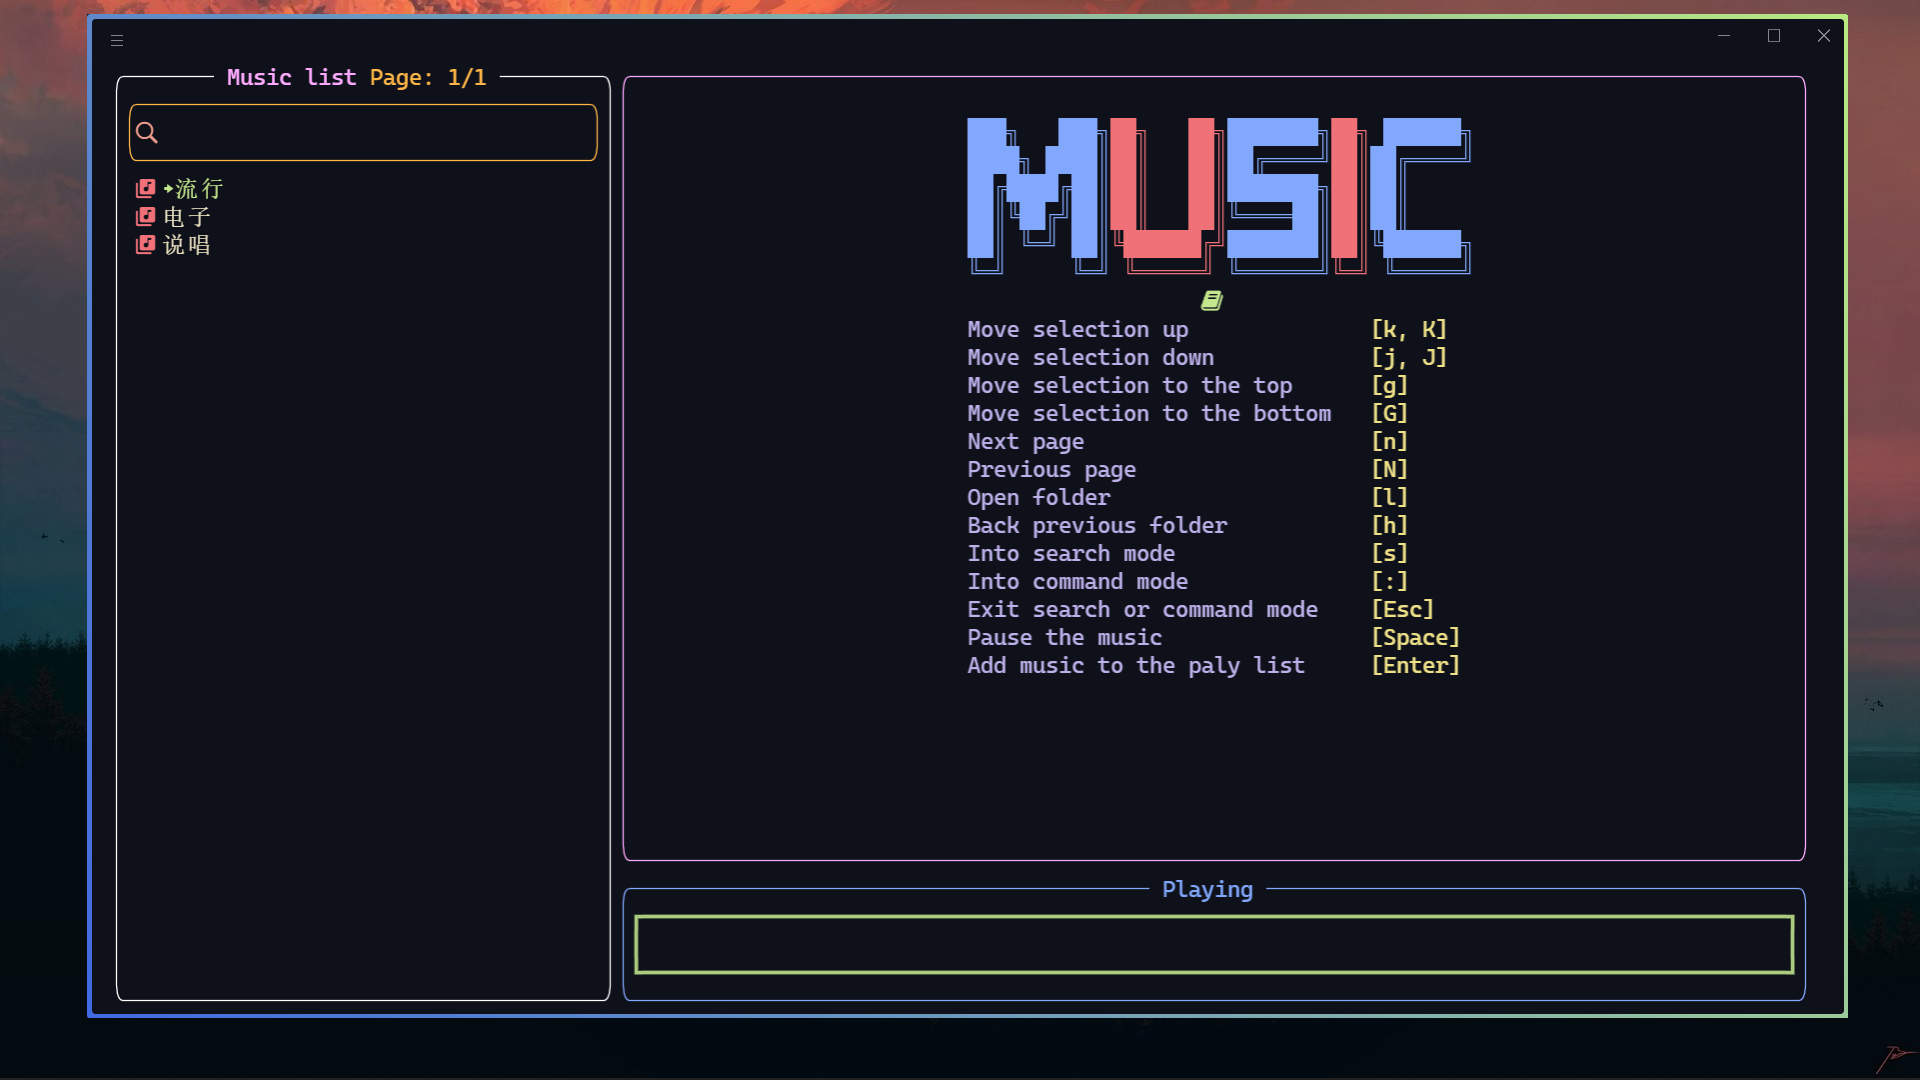 Music list Page: 1/1
流行
电子
说唱
MUSIC
Move selection up [k, K]
Move selection down [j, J]
Move selection to the top [g]
Move selection to the bottom [G]
Next page [n]
Previous page [N]
Open folder [l]
Back previous folder [h]
Into search mode [s]
Into command mode [:]
Exit search or command mode [Esc]
Pause the music [Space]
Add music to the paly list [Enter]
Playing